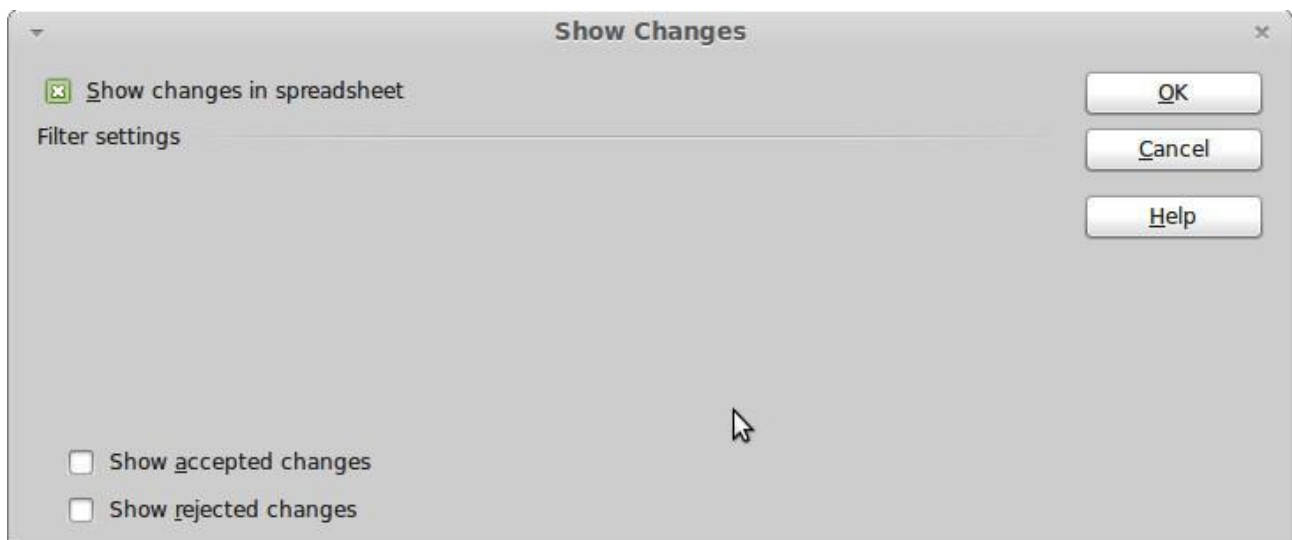 Show Changes
Show changes in spreadsheet
OK
Filter settings
Cancel
Help
Show accepted changes
Show rejected changes